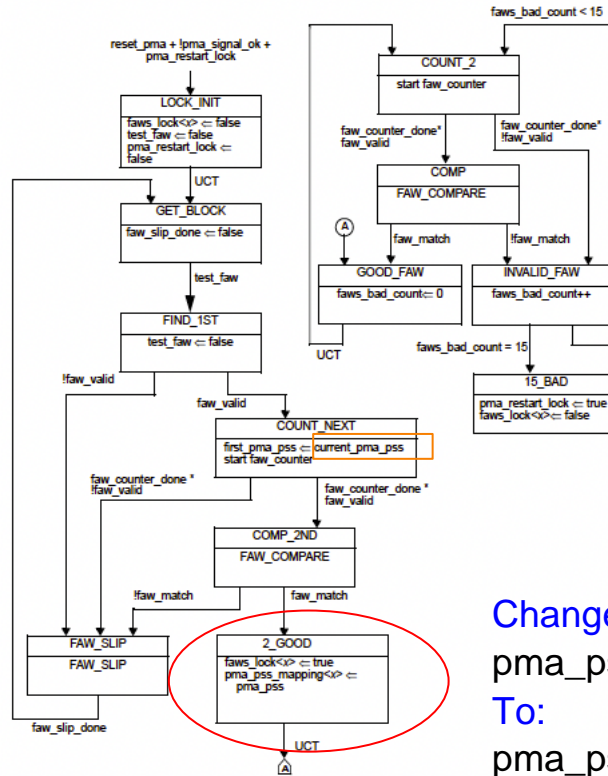 reset_pma + !pma_signal_ok +
pma_restart_lock
LOCK_INIT
faws_lock<x> ⇐ false
test_faw ⇐ false
pma_restart_lock ⇐
false
UCT
GET_BLOCK
faw_slip_done ⇐ false
test_faw
FIND_1ST
test_faw ⇐ false
!faw_valid
faw_valid
COUNT_NEXT
first_pma_pss ⇐ current_pma_pss
start faw_counter
faw_counter_done *
!faw_valid
faw_counter_done *
faw_valid
COMP_2ND
FAW_COMPARE
!faw_match
faw_match
FAW_SLIP
FAW_SLIP
faw_slip_done
2_GOOD
faws_lock<x> ⇐ true
pma_pss_mapping<x> ⇐
pma_pss
UCT
A
faws_bad_count < 15
COUNT_2
start faw_counter
faw_counter_done*
faw_valid
faw_counter_done*
!faw_valid
COMP
FAW_COMPARE
A
faw_match
!faw_match
GOOD_FAW
faws_bad_count⇐ 0
INVALID_FAW
faws_bad_count++
UCT
faws_bad_count = 15
15_BAD
pma_restart_lock ⇐ true
faws_lock<x>⇐ false
Change
To: